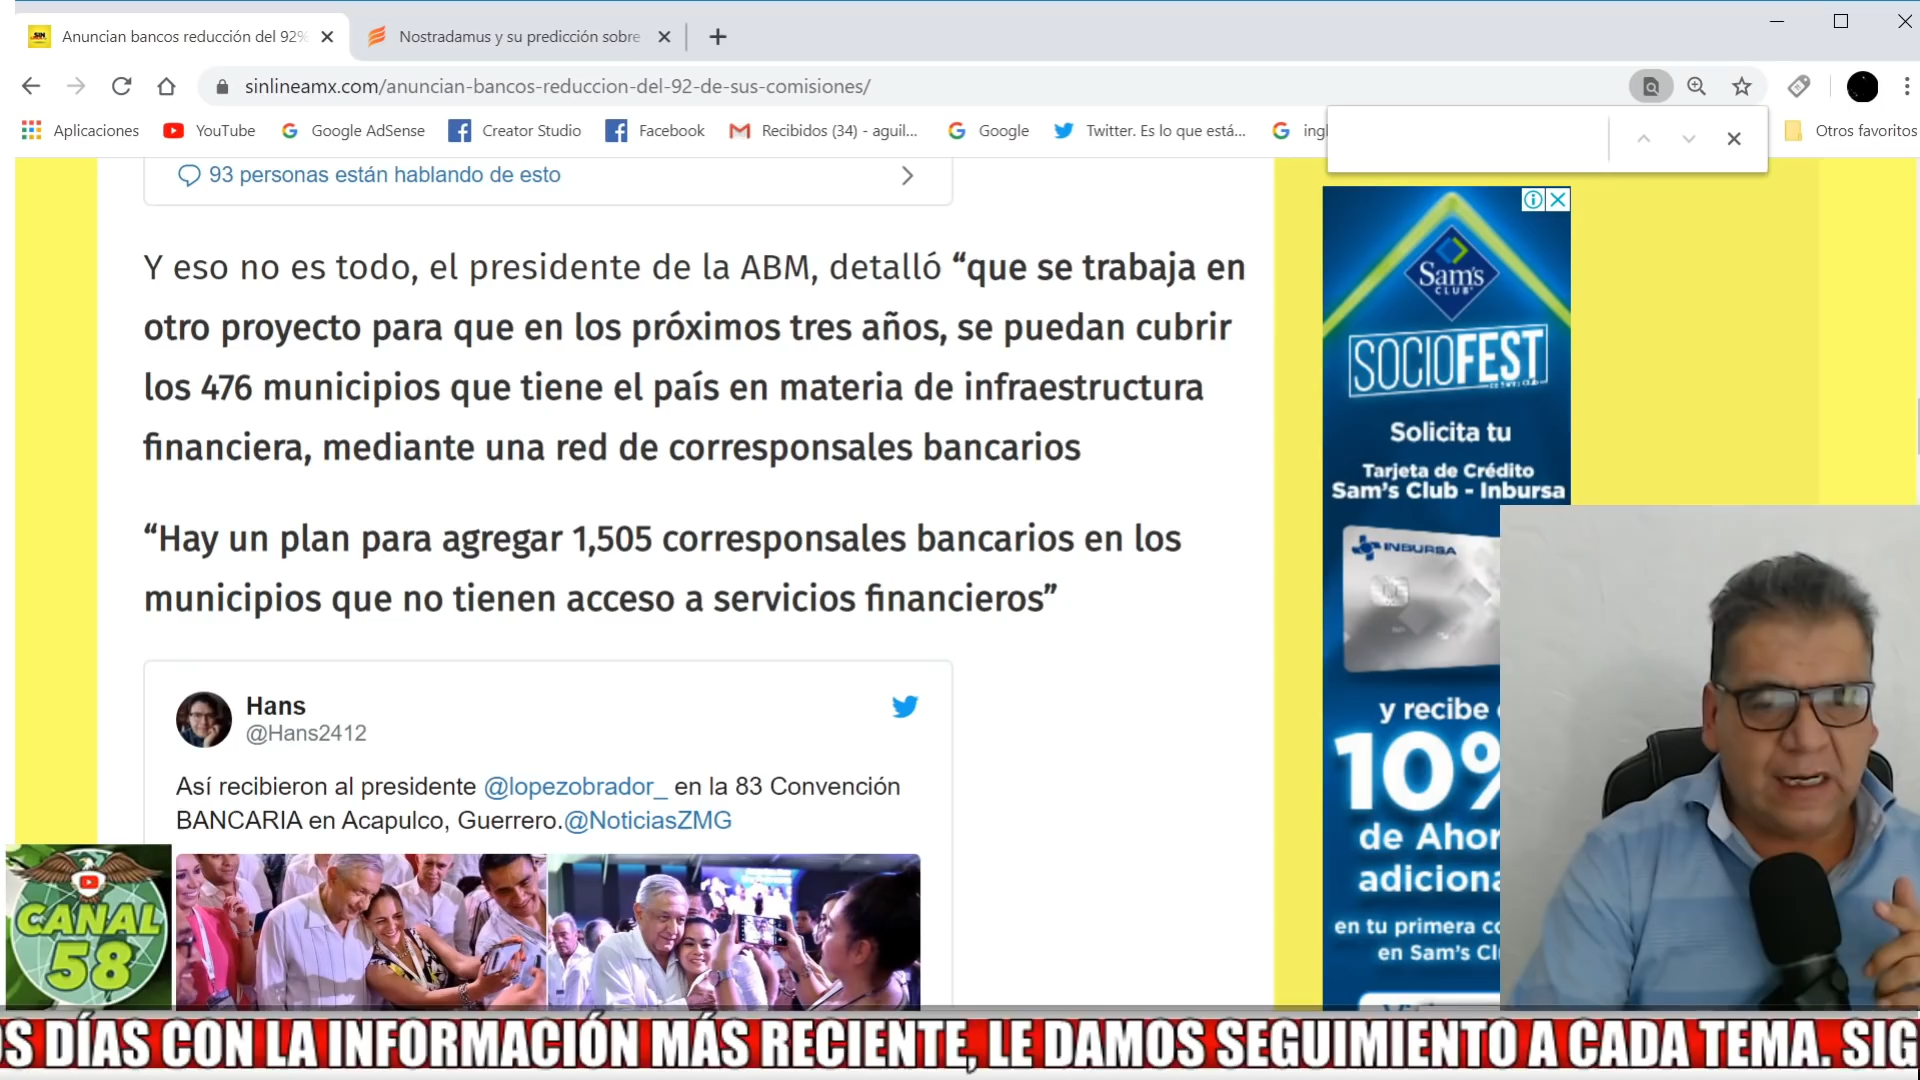 Anuncian bancos reducción del 92%
Nostradamus y su predicción sobre
sinlineamx.com/anuncian-bancos-reduccion-del-92-de-sus-comisiones/
Aplicaciones
YouTube
Google AdSense
Creator Studio
Facebook
Recibidos (34) - aguil...
Google
Twitter. Es lo que está...
ingl
Otros favoritos
93 personas están hablando de esto
Y eso no es todo, el presidente de la ABM, detalló “que se trabaja en
otro proyecto para que en los próximos tres años, se puedan cubrir
los 476 municipios que tiene el país en materia de infraestructura
financiera, mediante una red de corresponsales bancarios
“Hay un plan para agregar 1,505 corresponsales bancarios en los
municipios que no tienen acceso a servicios financieros”
Hans
@Hans2412
Así recibieron al presidente @lopezobrador_ en la 83 Convención
BANCARIA en Acapulco, Guerrero.@NoticiasZMG
Sam's
CLUB
SOCIOFEST
Solicita tu
Tarjeta de Crédito
Sam's Club - Inbursa
INBURSA
y recibe
10%
de Ahor
adiciona
en tu primera co
en Sam's Cl
CANAL
58
OS DÍAS CON LA INFORMACIÓN MÁS RECIENTE, LE DAMOS SEGUIMIENTO A CADA TEMA. SIG